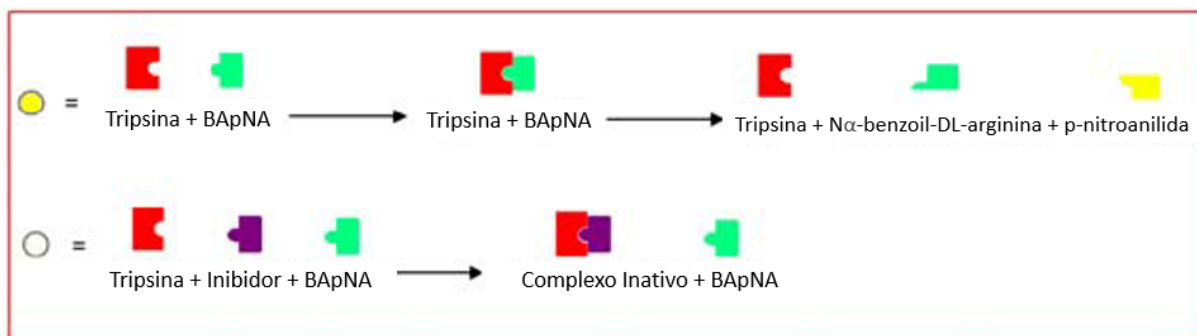 =
Tripsina + BApNA
Tripsina + BApNA
Tripsina + Nα-benzoil-DL-arginina + p-nitroanilida
=
Tripsina + Inibidor + BApNA
Complexo Inativo + BApNA